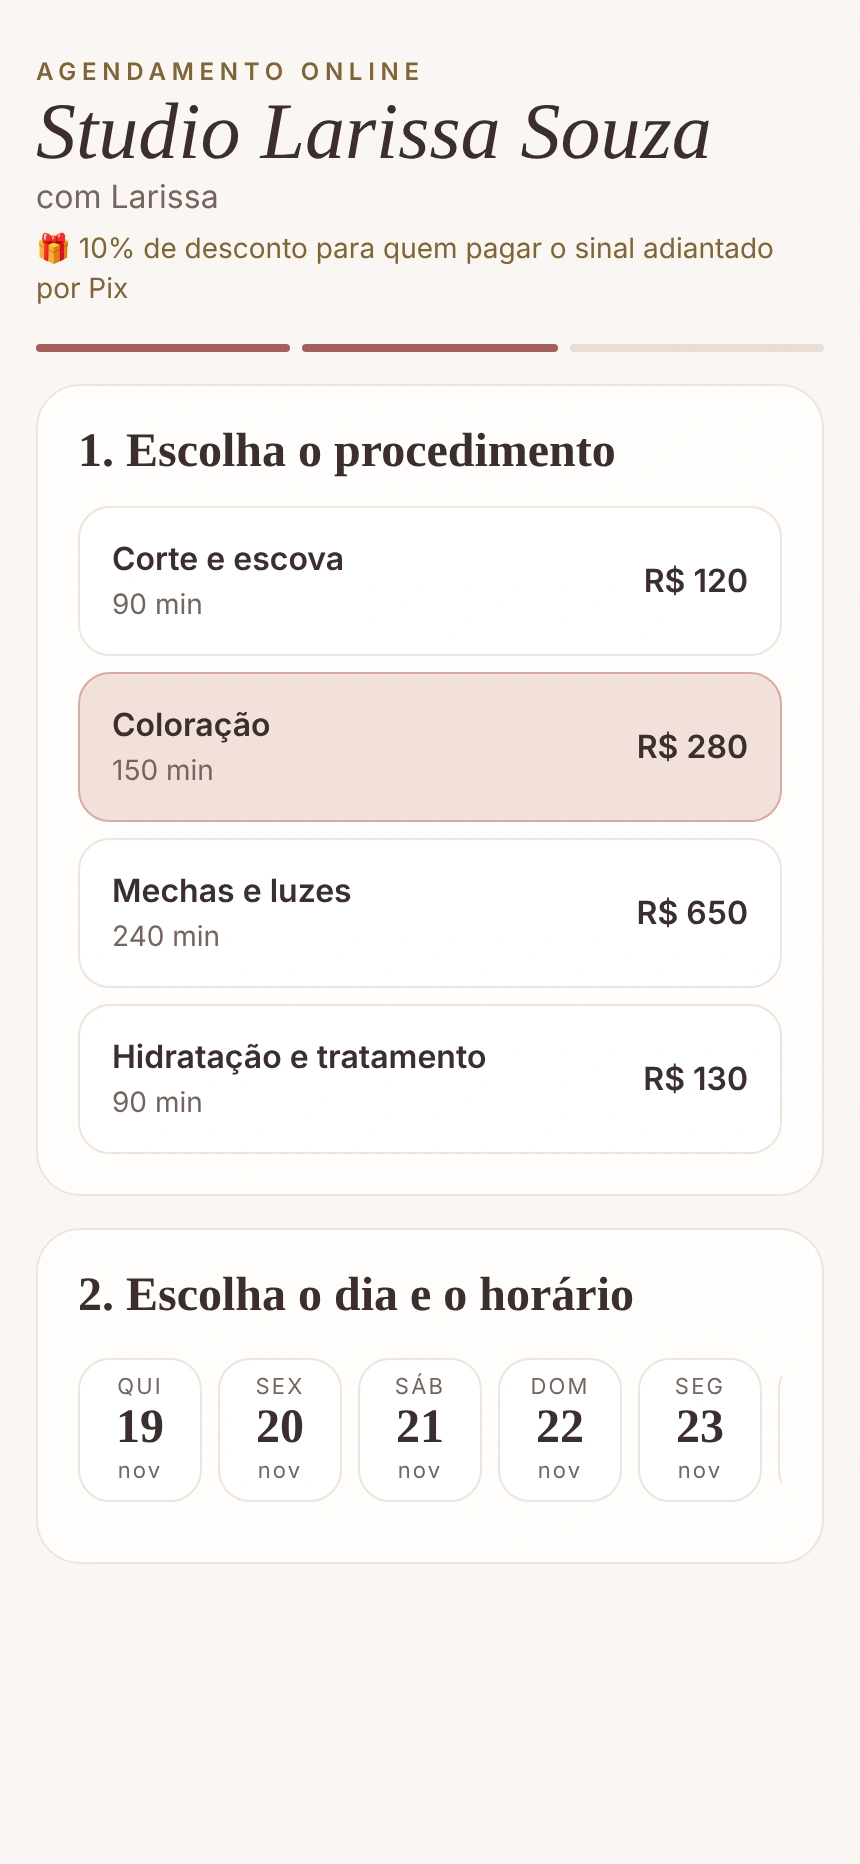 AGENDAMENTO ONLINE
Studio Larissa Souza
com Larissa
🎁 10% de desconto para quem pagar o sinal adiantado
por Pix
1. Escolha o procedimento
Corte e escova
90 min
R$ 120
Coloração
150 min
R$ 280
Mechas e luzes
240 min
R$ 650
Hidratação e tratamento
90 min
R$ 130
2. Escolha o dia e o horário
QUI
19
nov
SEX
20
nov
SÁB
21
nov
DOM
22
nov
SEG
23
nov